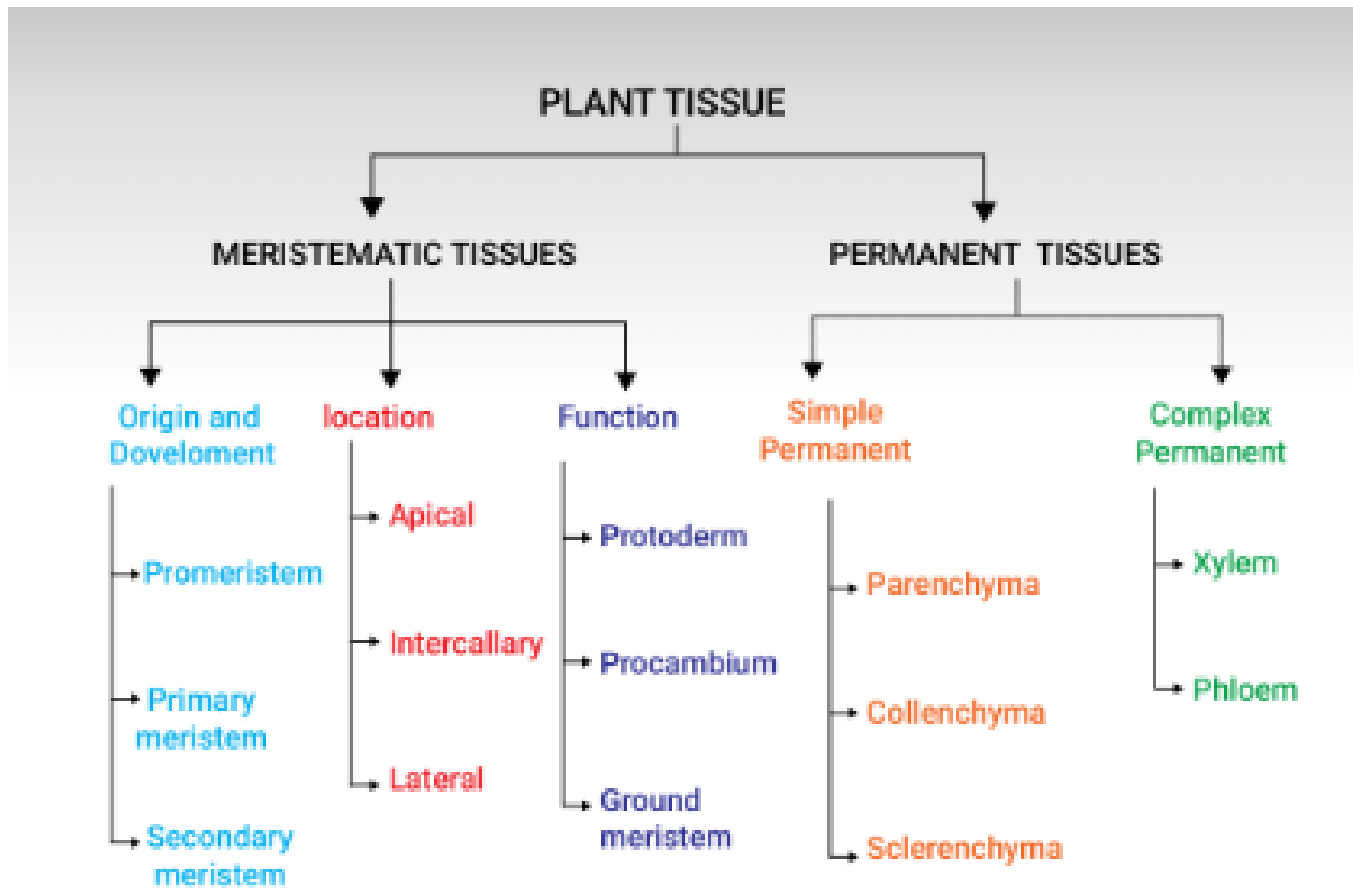 PLANT TISSUE
MERISTEMATIC TISSUES
PERMANENT TISSUES
Origin and
Doveloment
Promeristem
Primary
meristem
Secondary
meristem
location
Apical
Intercallary
Lateral
Function
Protoderm
Procambium
Ground
meristem
Simple
Permanent
Parenchyma
Collenchyma
Sclerenchyma
Complex
Permanent
Xylem
Phloem